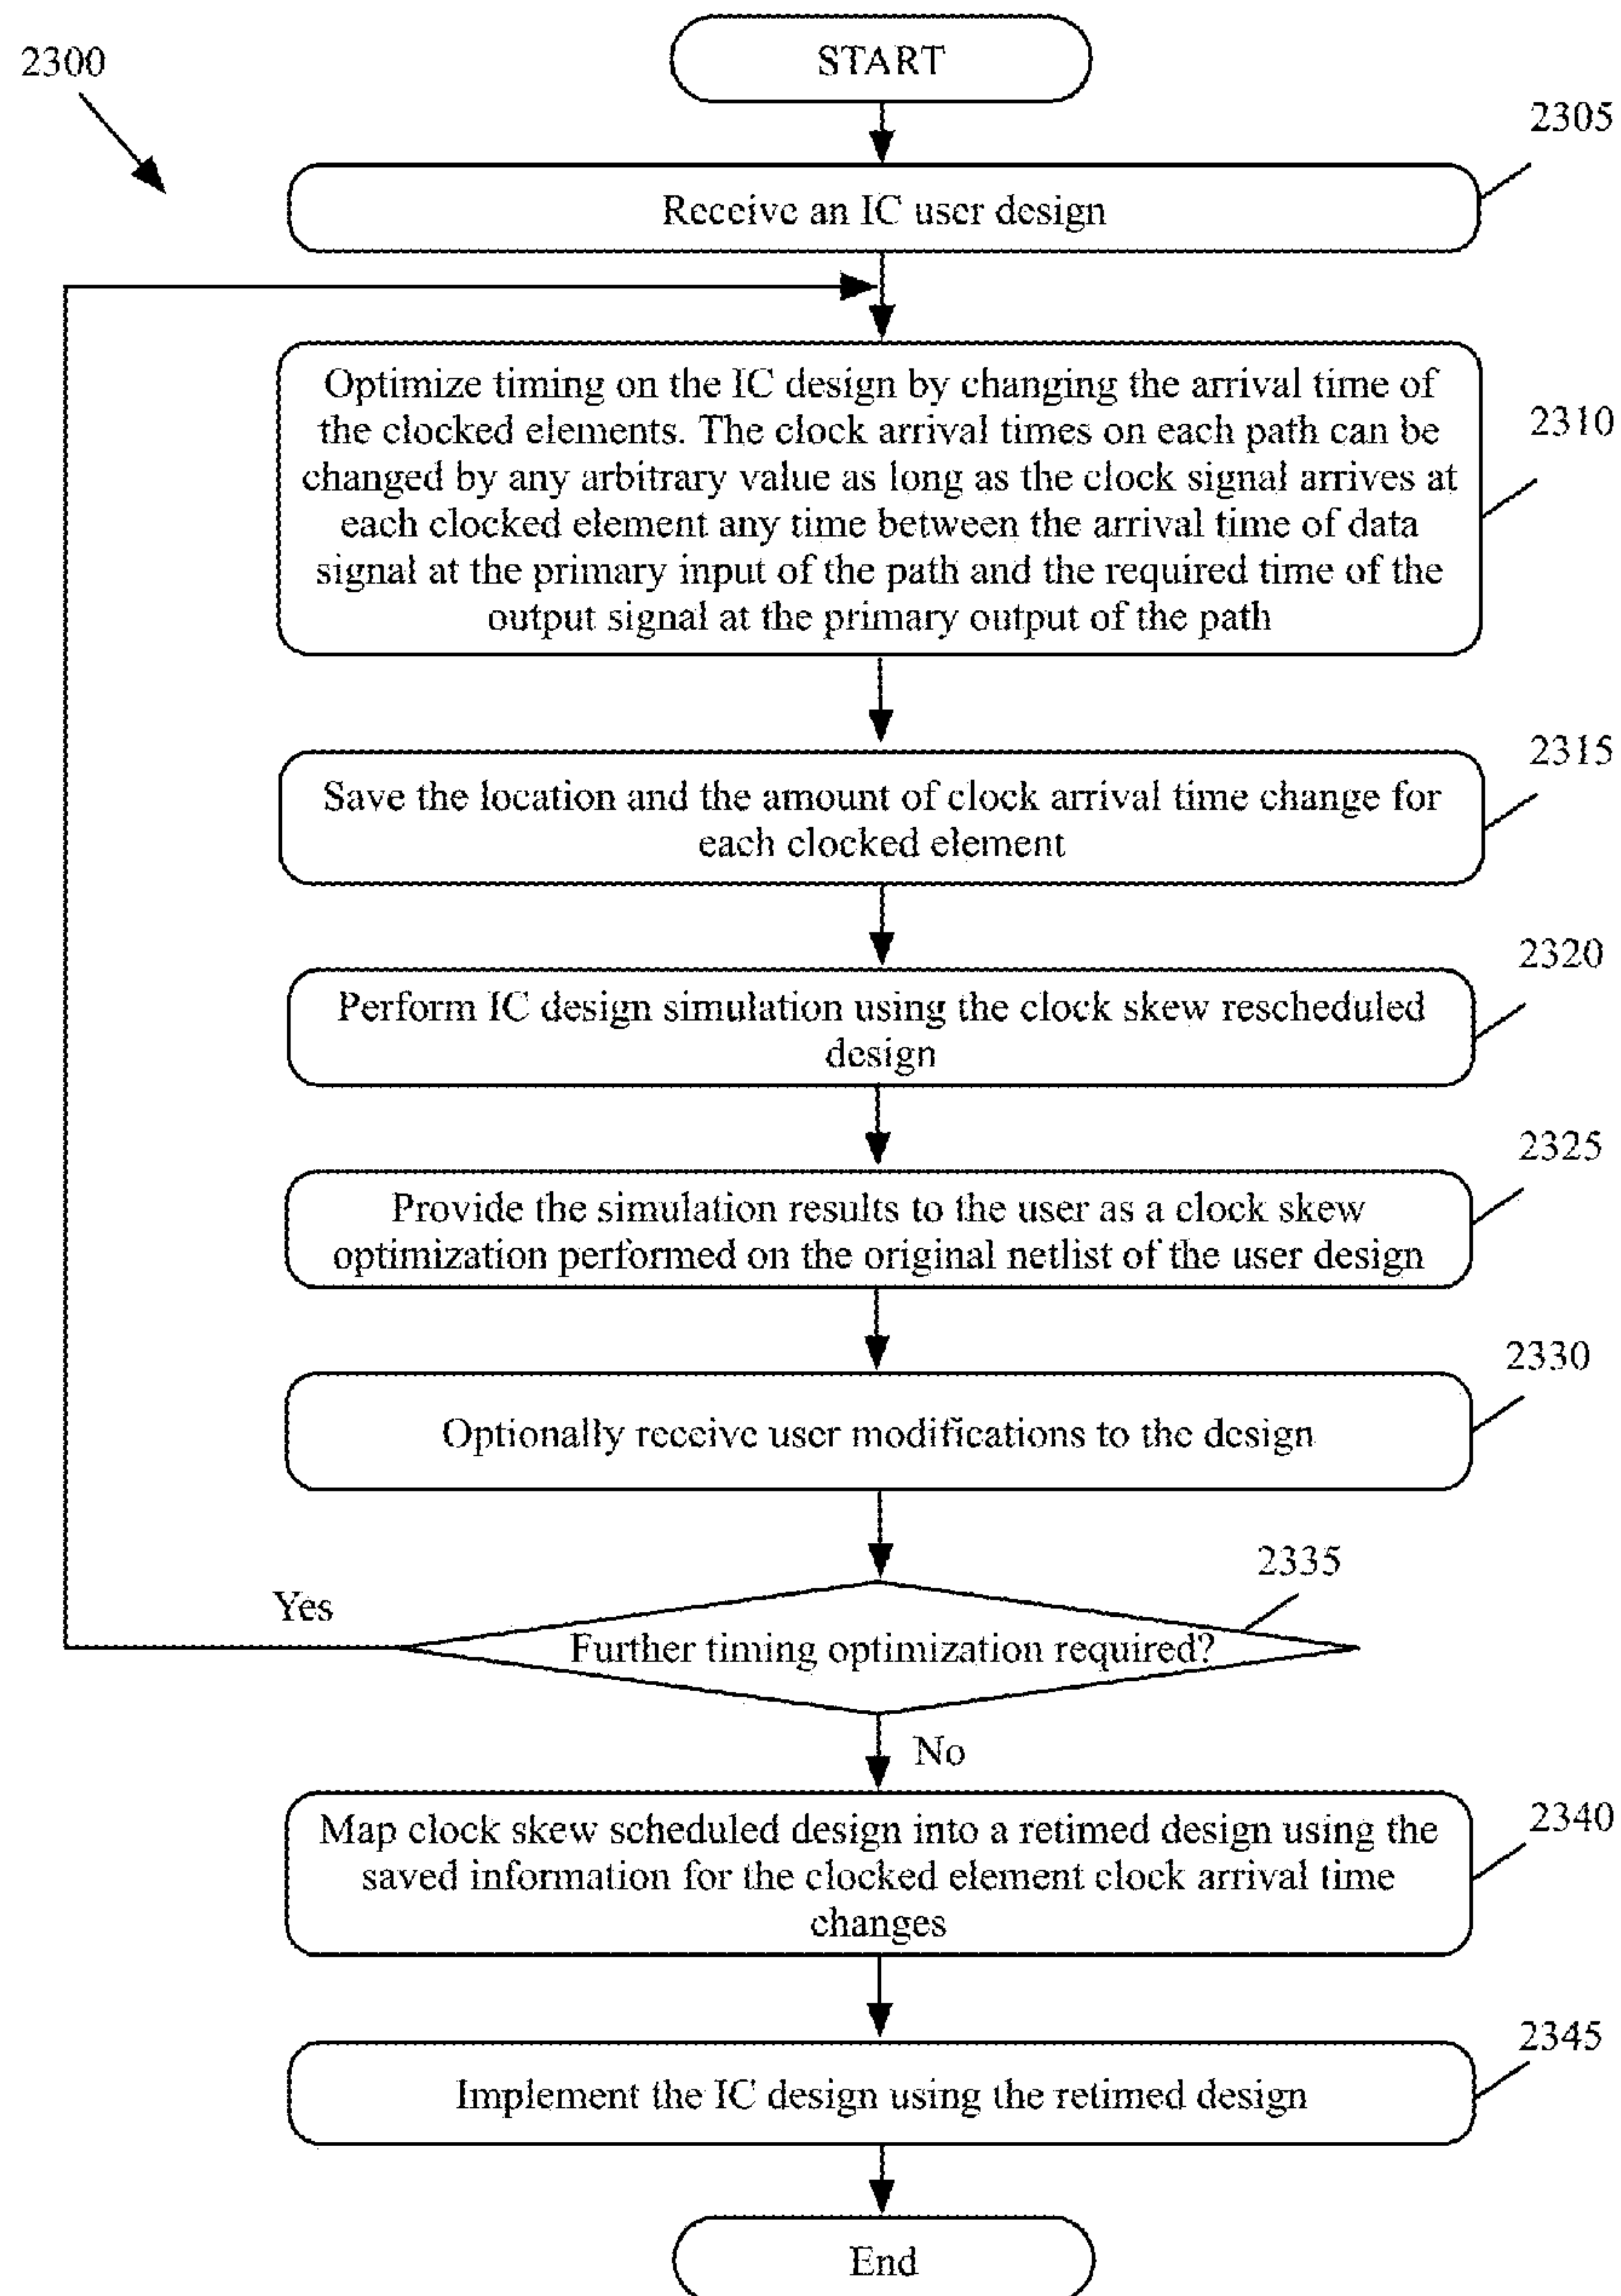 START
2300
2305
Receive an IC user design
Optimize timing on the IC design by changing the arrival time of
the clocked elements. The clock arrival times on each path can be
changed by any arbitrary value as long as the clock signal arrives at
each clocked element any time between the arrival time of data
signal at the primary input of the path and the required time of the
output signal at the primary output of the path
2310
2315
Save the location and the amount of clock arrival time change for
each clocked element
2320
Perform IC design simulation using the clock skew rescheduled
design
2325
Provide the simulation results to the user as a clock skew
optimization performed on the original netlist of the user design
2330
Optionally receive user modifications to the design
2335
Yes
Further timing optimization required?
No
2340
Map clock skew scheduled design into a retimed design using the
saved information for the clocked element clock arrival time
changes
2345
Implement the IC design using the retimed design
End